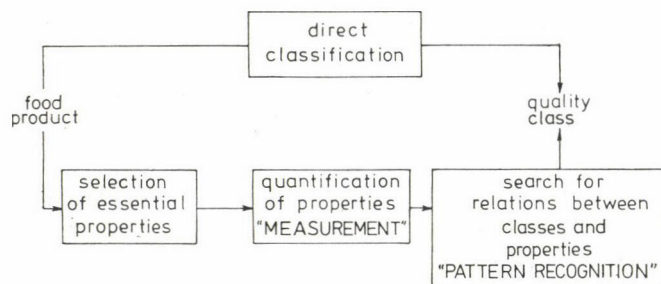 direct
classification
food
product
quality
class
selection
of essential
properties
quantification
of properties
"MEASUREMENT"
search for
relations between
classes and
properties
"PATTERN RECOGNITION"